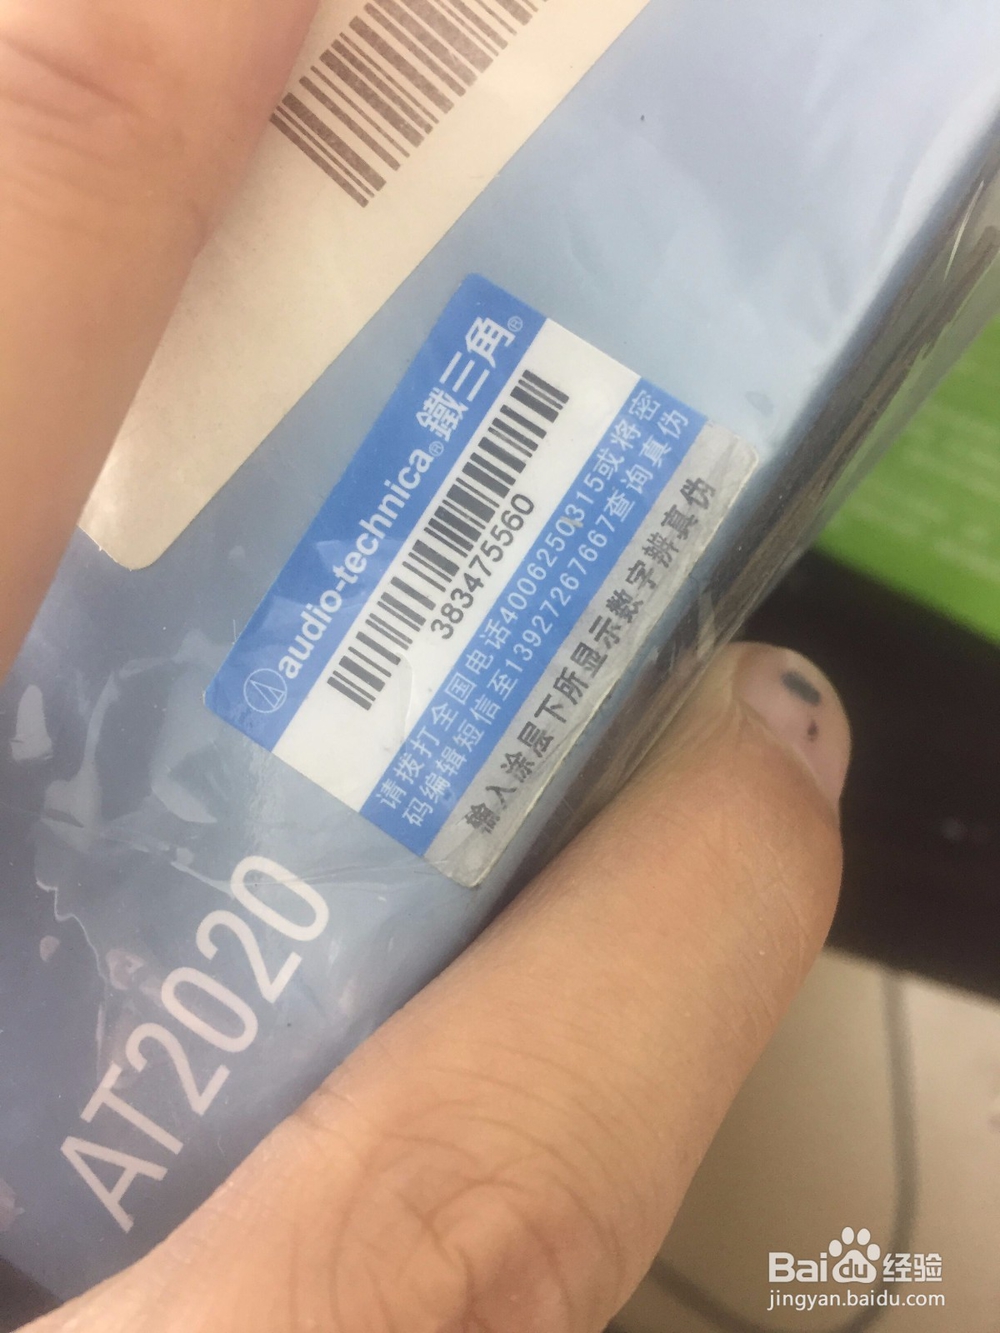 audio-technica® 鐵三角®
383475560
请拨打全国电话4006250315或将密
码编辑短信至13927267667查询真伪
输入涂层下所显示数字辨真伪
AT2020
Baidu经验
jingyan.baidu.com